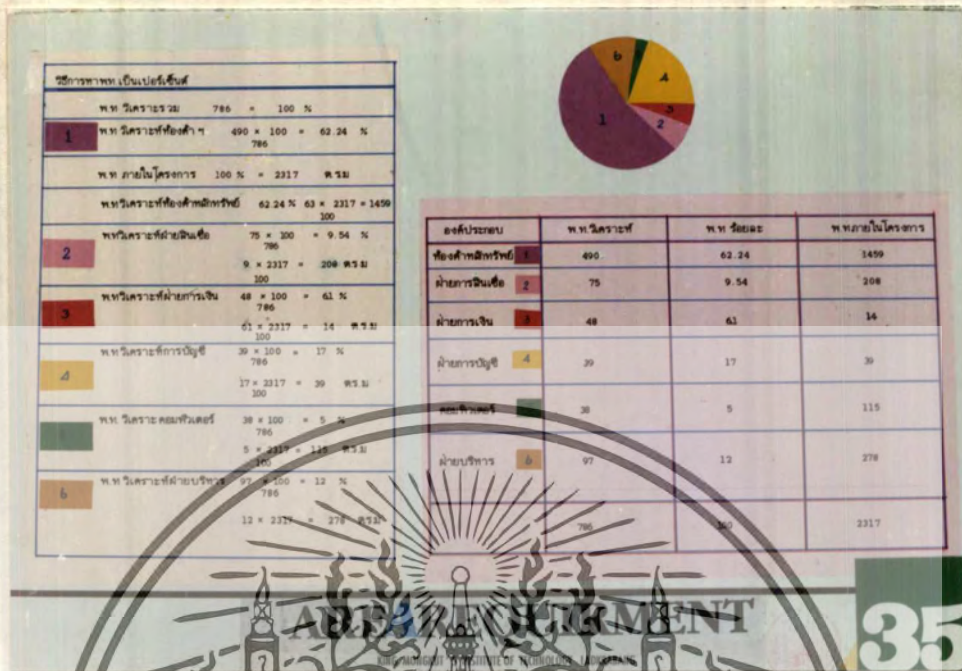 วิธีการหาพท.เป็นเปอร์เซ็นต์
พ.ท วิเคราะรวม 786 = 100 %
1 พ.ท วิเคราะห์ห้องค้า ฯ 490 × 100 = 62.24 %
786
พ.ท ภายในโครงการ 100 % = 2317 ต.รม
พ.ทวิเคราะห์ห้องค้าหลักทรัพย์ 62.24 % 63 × 2317 = 1459
100
2 พ.ทวิเคราะห์ฝ่ายสินเชื่อ 75 × 100 = 9.54 %
786
9 × 2317 = 208 ตร.ม
100
3 พ.ทวิเคราะห์ฝ่ายการเงิน 48 × 100 = 61 %
786
61 × 2317 = 14 ต.ร.ม
100
4 พ.ทวิเคราะห์การบัญชี 39 × 100 = 17 %
786
17 × 2317 = 39 ตร.ม
100
พ.ท. วิเคราะ คอมพิวเตอร์ 38 × 100 = 5 %
786
5 × 2317 = 115 ต.ร.ม
100
6 พ.ท วิเคราะห์ฝ่ายบริหาร 97 × 100 = 12 %
786
12 × 2317 = 278 ตร.ม
6 4 3 2 1
องค์ประกอบ พ.ท.วิเคราะห์ พ.ท ร้อยละ พ.ท.ภายในโครงการ
ห้องค้าหลักทรัพย์ 1 490. 62.24 1459
ฝ่ายการสินเชื่อ 2 75 9.54 208
ฝ่ายการเงิน 3 48 61 14
ฝ่ายการบัญชี 4 39 17 39
คอมพิวเตอร์ 38 5 115
ฝ่ายบริหาร 6 97 12 278
786 100 2317
AREA REQUIREMENT
KING MONGKUT'S INSTITUTE OF TECHNOLOGY LADKRABANG
35